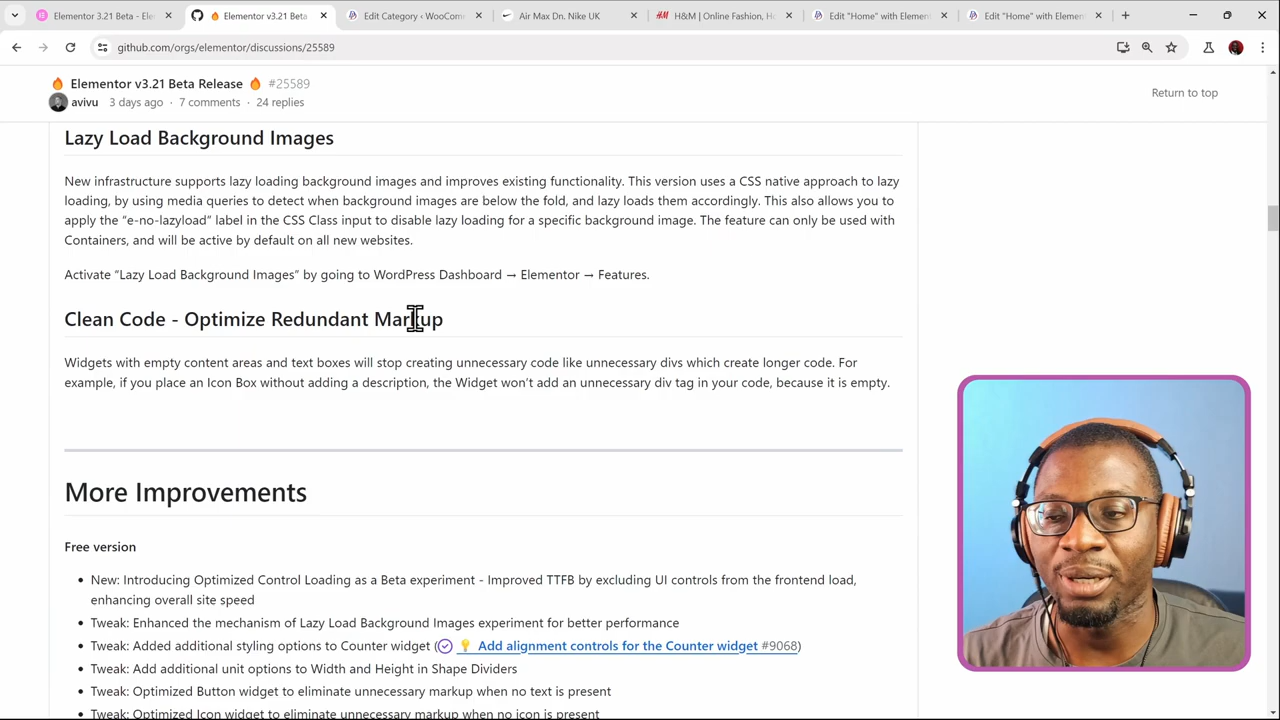 Elementor 3.21 Beta - Ele
Elementor v3.21 Beta
Edit Category ‹ WooCom
Air Max Dn. Nike UK
H&M | Online Fashion, H
Edit "Home" with Elemen
Edit "Home" with Elemen
github.com/orgs/elementor/discussions/25589
🔥 Elementor v3.21 Beta Release 🔥 #25589
avivu 3 days ago · 7 comments · 24 replies
Return to top
Lazy Load Background Images
New infrastructure supports lazy loading background images and improves existing functionality. This version uses a CSS native approach to lazy
loading, by using media queries to detect when background images are below the fold, and lazy loads them accordingly. This also allows you to
apply the “e-no-lazyload” label in the CSS Class input to disable lazy loading for a specific background image. The feature can only be used with
Containers, and will be active by default on all new websites.
Activate “Lazy Load Background Images” by going to WordPress Dashboard → Elementor → Features.
Clean Code - Optimize Redundant Markup
Widgets with empty content areas and text boxes will stop creating unnecessary code like unnecessary divs which create longer code. For
example, if you place an Icon Box without adding a description, the Widget won’t add an unnecessary div tag in your code, because it is empty.
More Improvements
Free version
• New: Introducing Optimized Control Loading as a Beta experiment - Improved TTFB by excluding UI controls from the frontend load,
enhancing overall site speed
• Tweak: Enhanced the mechanism of Lazy Load Background Images experiment for better performance
• Tweak: Added additional styling options to Counter widget (💡 Add alignment controls for the Counter widget #9068)
• Tweak: Add additional unit options to Width and Height in Shape Dividers
• Tweak: Optimized Button widget to eliminate unnecessary markup when no text is present
• Tweak: Optimized Icon widget to eliminate unnecessary markup when no icon is present